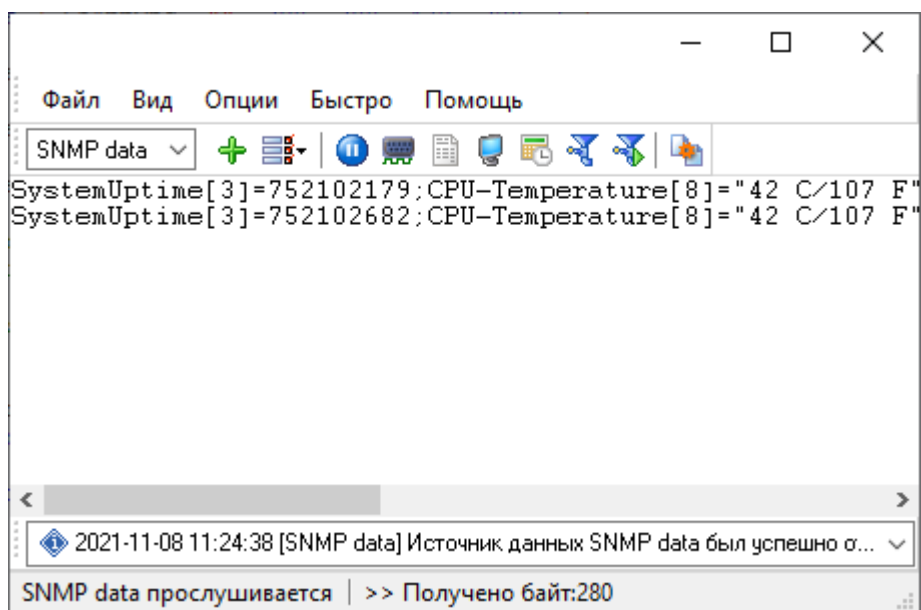 Файл Вид Опции Быстро Помощь
SNMP data
SystemUptime[3]=752102179;CPU-Temperature[8]="42 C/107 F"
SystemUptime[3]=752102682;CPU-Temperature[8]="42 C/107 F"
2021-11-08 11:24:38 [SNMP data] Источник данных SNMP data был успешно о...
SNMP data прослушивается >> Получено байт:280